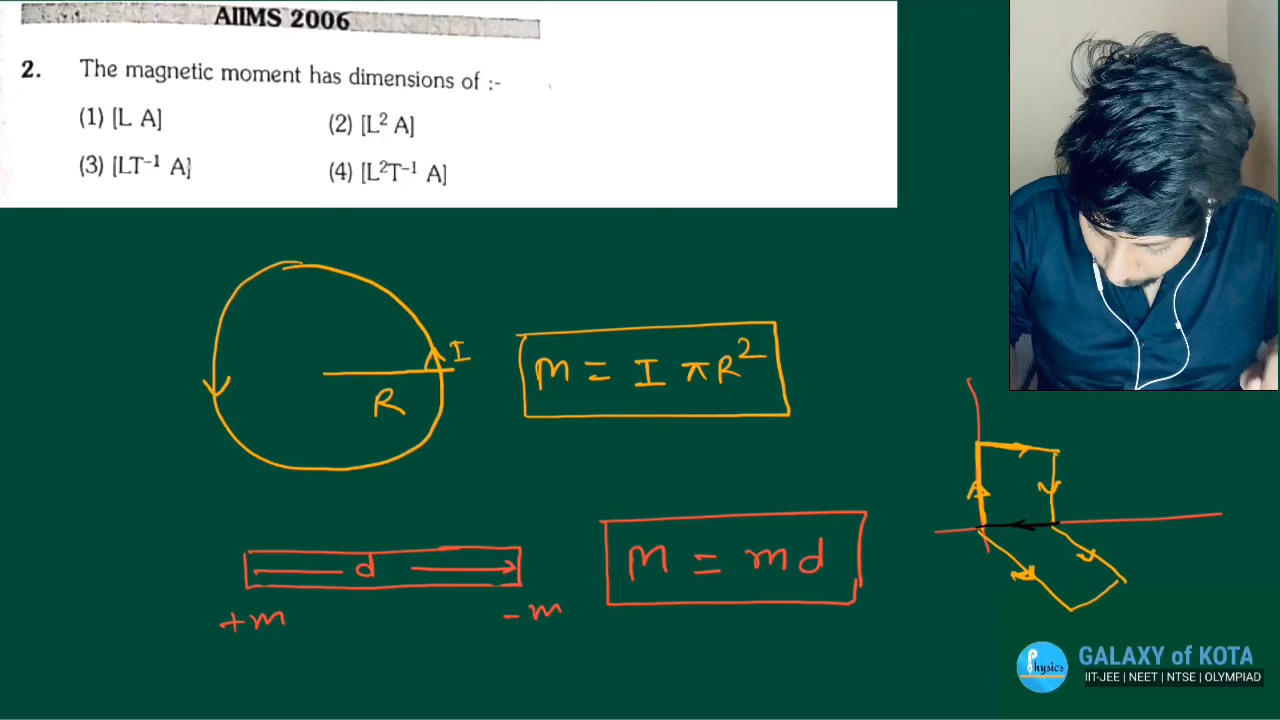 AIIMS 2006
2. The magnetic moment has dimensions of :-
(1) [L A] (2) [L² A]
(3) [LT⁻¹ A] (4) [L²T⁻¹ A]
I
R
M = I πR²
d
+m -m
M = md
Physics
GALAXY of KOTA
IIT-JEE | NEET | NTSE | OLYMPIAD